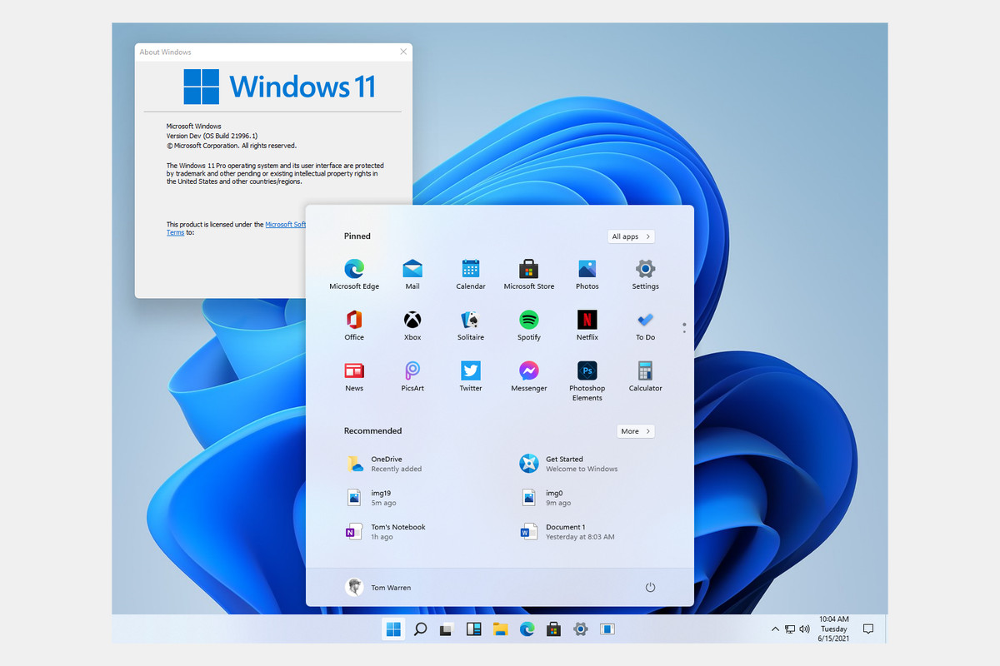 About Windows
Windows 11
Microsoft Windows
Version Dev (OS Build 21996.1)
© Microsoft Corporation. All rights reserved.
The Windows 11 Pro operating system and its user interface are protected
by trademark and other pending or existing intellectual property rights in
the United States and other countries/regions.
This product is licensed under the Microsoft Soft
Terms to:
Pinned
All apps
Microsoft Edge
Mail
Calendar
Microsoft Store
Photos
Settings
Office
Xbox
Solitaire
Spotify
Netflix
To Do
News
PicsArt
Twitter
Messenger
Photoshop
Elements
Calculator
Recommended
More
OneDrive
Recently added
Get Started
Welcome to Windows
img19
5m ago
img0
9m ago
Tom's Notebook
1h ago
Document 1
Yesterday at 8:03 AM
Tom Warren
10:04 AM
Tuesday
6/15/2021